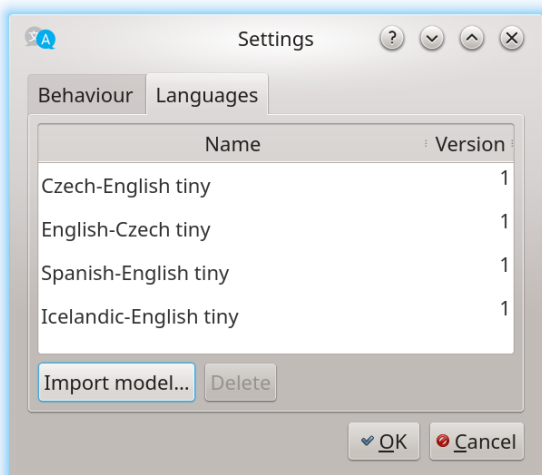 Settings
Behaviour Languages
Name Version
Czech-English tiny 1
English-Czech tiny 1
Spanish-English tiny 1
Icelandic-English tiny 1
Import model... Delete
OK Cancel